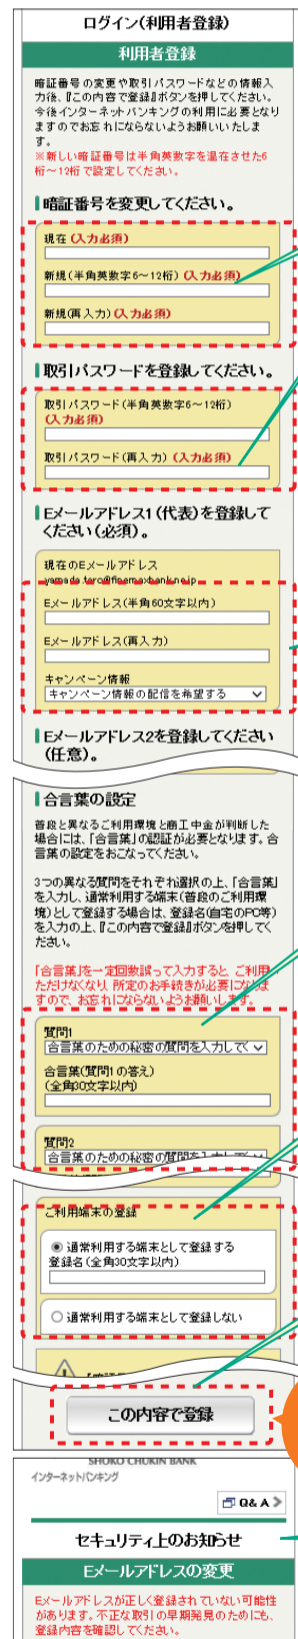 ログイン(利用者登録)
利用者登録
暗証番号の変更や取引パスワードなどの情報入
力後、『この内容で登録』ボタンを押してください。
今後インターネットバンキングの利用に必要となり
ますのでお忘れにならないようお願いいたしま
す。
※新しい暗証番号は半角英数字を混在させた6
桁～12桁で設定してください。
暗証番号を変更してください。
現在 (入力必須)
新規(半角英数字6～12桁) (入力必須)
新規(再入力) (入力必須)
取引パスワードを登録してください。
取引パスワード(半角英数字6～12桁)
(入力必須)
取引パスワード(再入力) (入力必須)
Eメールアドレス1(代表)を登録して
ください(必須)。
現在のEメールアドレス
Eメールアドレス(半角60文字以内)
Eメールアドレス(再入力)
キャンペーン情報
キャンペーン情報の配信を希望する
Eメールアドレス2を登録してください
(任意)。
合言葉の設定
普段と異なるご利用環境と商工中金が判断した
場合には、「合言葉」の認証が必要となります。合
言葉の設定をおこなってください。
3つの異なる質問をそれぞれ選択の上、「合言葉」
を入力し、通常利用する端末(普段のご利用環
境)として登録する場合は、登録名(自宅のPC等)
を入力の上、『この内容で登録』ボタンを押してく
ださい。
「合言葉」を一定回数誤って入力すると、ご利用い
ただけなくなり、所定のお手続きが必要になりま
すので、お忘れにならないようお願いします。
質問1
合言葉のための秘密の質問を入力してく
合言葉(質問1の答え)
(全角30文字以内)
質問2
合言葉のための秘密の質問を入力してく
ご利用端末の登録
通常利用する端末として登録する
登録名(全角30文字以内)
通常利用する端末として登録しない
この内容で登録
SHOKO CHUKIN BANK
インターネットバンキング
Q&A
セキュリティ上のお知らせ
Eメールアドレスの変更
Eメールアドレスが正しく登録されていない可能性
があります。不正な取引の早期発見のためにも、
登録内容を確認してください。